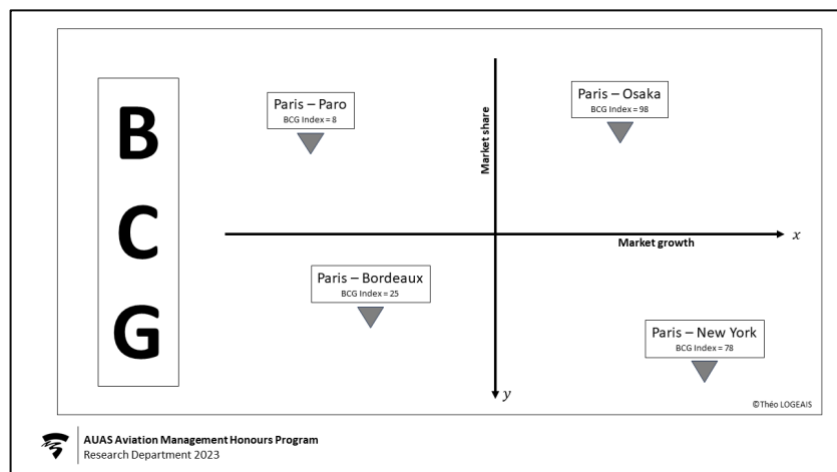 B
C
G
Paris – Paro
BCG Index = 8
Paris – Osaka
BCG Index = 98
Market share
Market growth
x
Paris – Bordeaux
BCG Index = 25
Paris – New York
BCG Index = 78
y
©Théo LOGEAIS
AUAS Aviation Management Honours Program
Research Department 2023